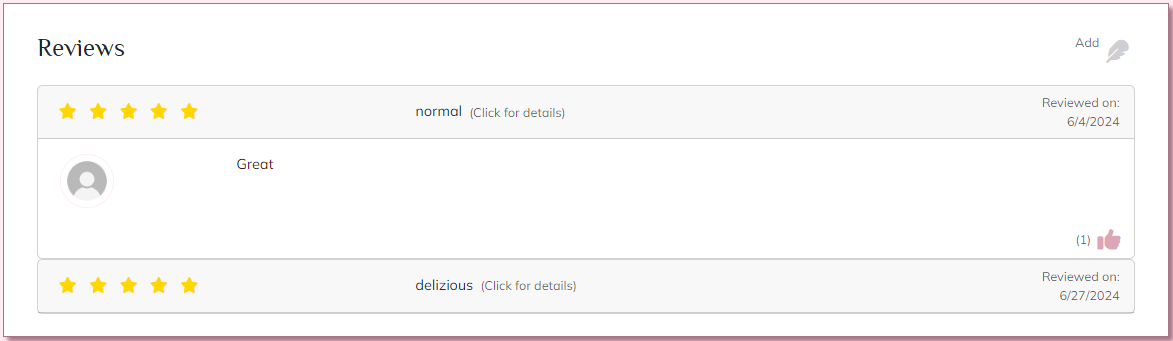 Reviews
Add
normal (Click for details)
Reviewed on:
6/4/2024
Great
(1)
delizious (Click for details)
Reviewed on:
6/27/2024